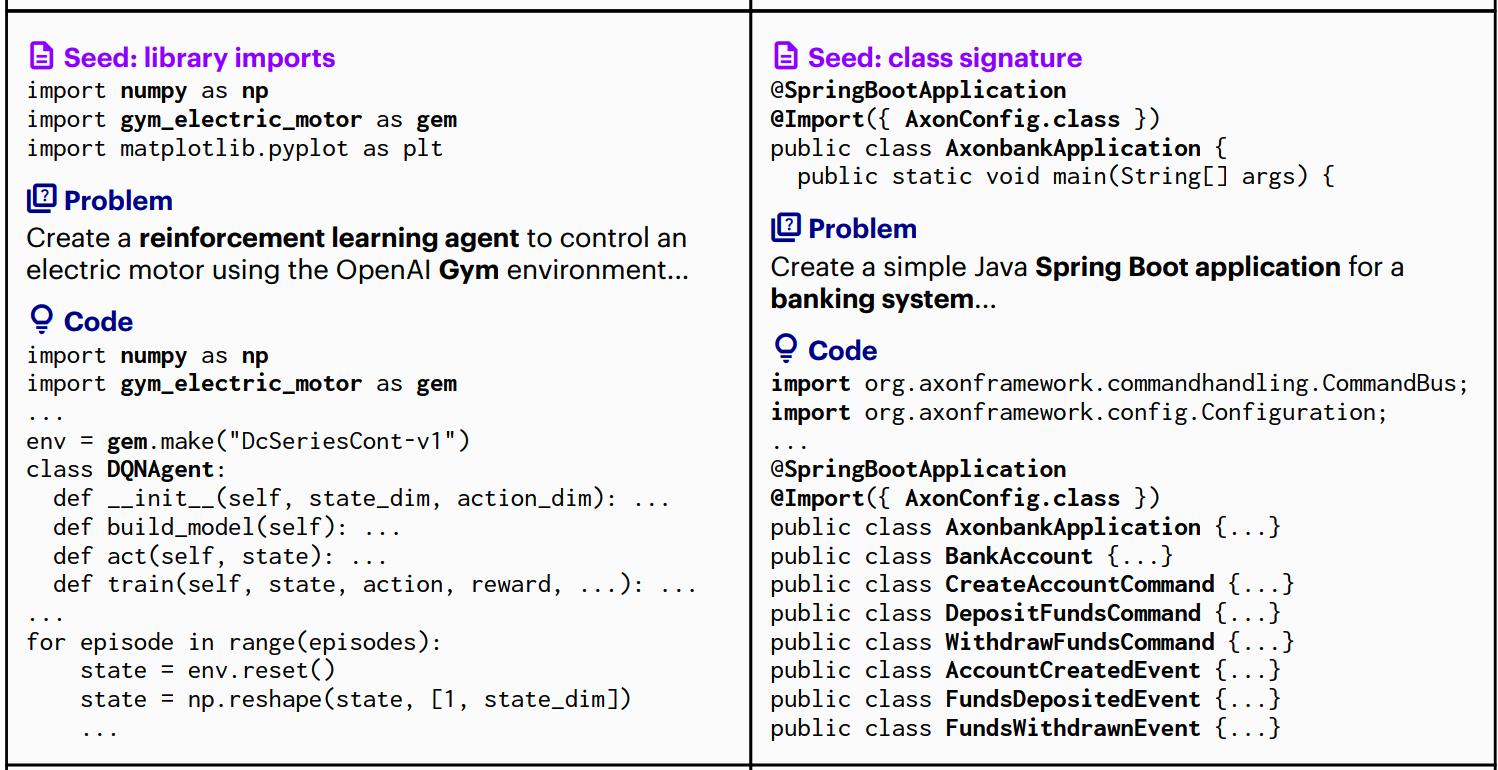 Seed: library imports
import numpy as np
import gym_electric_motor as gem
import matplotlib.pyplot as plt
Problem
Create a reinforcement learning agent to control an
electric motor using the OpenAI Gym environment...
Code
import numpy as np
import gym_electric_motor as gem
...
env = gem.make("DcSeriesCont-v1")
class DQNAgent:
  def __init__(self, state_dim, action_dim): ...
  def build_model(self): ...
  def act(self, state): ...
  def train(self, state, action, reward, ...): ...
...
for episode in range(episodes):
    state = env.reset()
    state = np.reshape(state, [1, state_dim])
    ...
Seed: class signature
@SpringBootApplication
@Import({ AxonConfig.class })
public class AxonbankApplication {
  public static void main(String[] args) {
Problem
Create a simple Java Spring Boot application for a
banking system...
Code
import org.axonframework.commandhandling.CommandBus;
import org.axonframework.config.Configuration;
...
@SpringBootApplication
@Import({ AxonConfig.class })
public class AxonbankApplication {...}
public class BankAccount {...}
public class CreateAccountCommand {...}
public class DepositFundsCommand {...}
public class WithdrawFundsCommand {...}
public class AccountCreatedEvent {...}
public class FundsDepositedEvent {...}
public class FundsWithdrawnEvent {...}